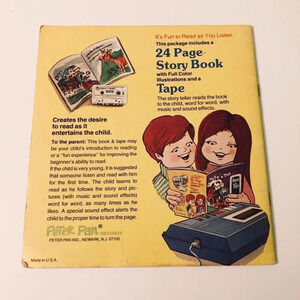 It's Fun to Read as You Listen
This package includes a
24 Page
Story Book
with Full Color
Illustrations and a
Tape
The story teller reads the book
to the child, word for word, with
music and sound effects.
Creates the desire
to read as it
entertains the child.
To the parent: This book & tape may
be your child's introduction to reading
or a "fun experience" for improving the
beginner's ability to read.
If the child is very young, it is suggested
that someone listen and read with him
for the first time. The child learns to
read as he follows the story and pic-
tures (with music and sound effects)
word for word, as many times as he
likes. A special sound effect alerts the
child to the proper time to turn the page.
Peter Pan
RECORDS
PETER PAN IND., NEWARK, N.J. 07105
Made in U.S.A.